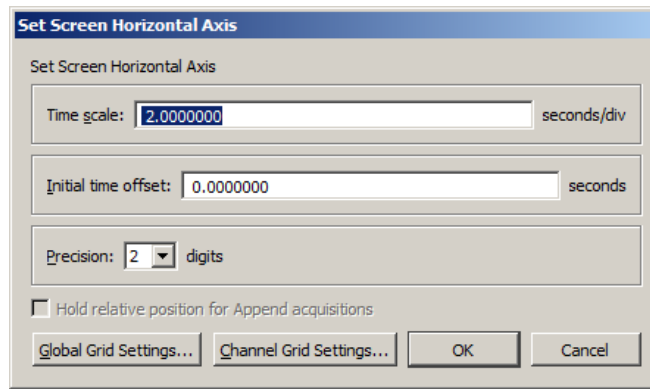 Set Screen Horizontal Axis
Set Screen Horizontal Axis
Time scale: 2.0000000 seconds/div
Initial time offset: 0.0000000 seconds
Precision: 2 digits
Hold relative position for Append acquisitions
Global Grid Settings... Channel Grid Settings... OK Cancel